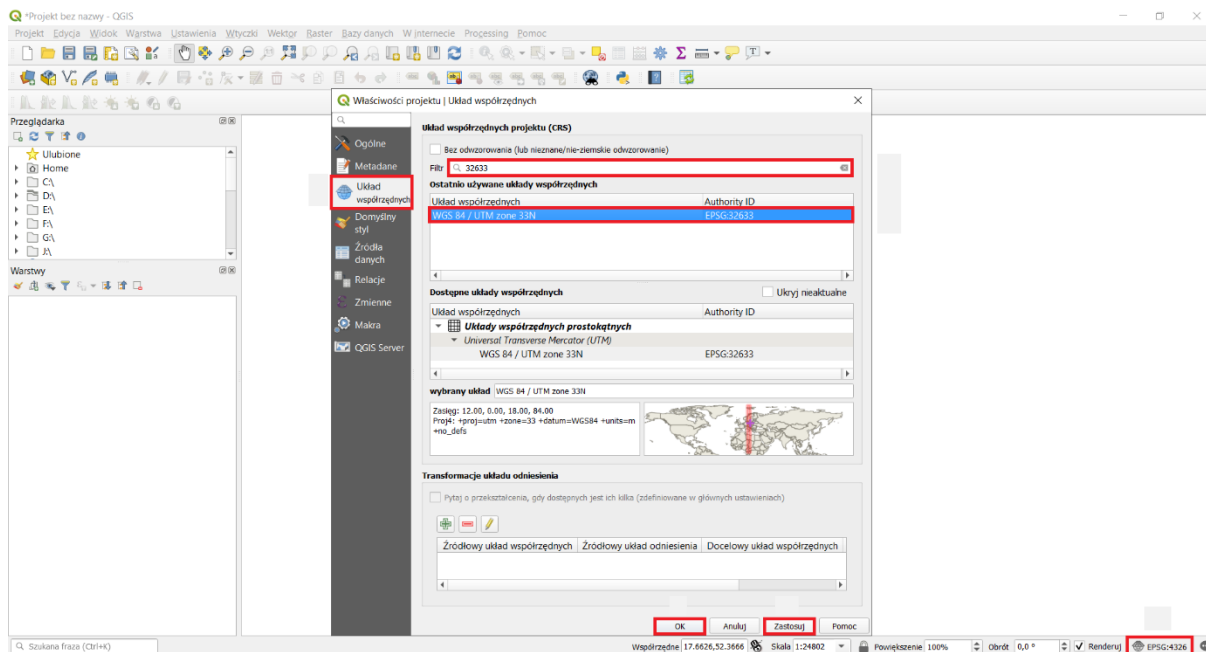 *Projekt bez nazwy - QGIS
Projekt Edycja Widok Warstwa Ustawienia Wtyczki Wektor Raster Bazy danych W internecie Processing Pomoc
Przeglądarka
Ulubione
Home
C:\
D:\
E:\
F:\
G:\
J:\
Warstwy
Właściwości projektu | Układ współrzędnych
Ogólne
Metadane
Układ
współrzędnych
Domyślny
styl
Źródła
danych
Relacje
Zmienne
Makra
QGIS Server
Układ współrzędnych projektu (CRS)
Bez odwzorowania (lub nieznane/nie-ziemskie odwzorowanie)
Filtr 32633
Ostatnio używane układy współrzędnych
Układ współrzędnych Authority ID
WGS 84 / UTM zone 33N EPSG:32633
Dostępne układy współrzędnych Ukryj nieaktualne
Układ współrzędnych Authority ID
Układy współrzędnych prostokątnych
Universal Transverse Mercator (UTM)
WGS 84 / UTM zone 33N EPSG:32633
wybrany układ WGS 84 / UTM zone 33N
Zasięg: 12.00, 0.00, 18.00, 84.00
Proj4: +proj=utm +zone=33 +datum=WGS84 +units=m
+no_defs
Transformacje układu odniesienia
Pytaj o przekształcenia, gdy dostępnych jest ich kilka (zdefiniowane w głównych ustawieniach)
Źródłowy układ współrzędnych Źródłowy układ odniesienia Docelowy układ współrzędnych
OK Anuluj Zastosuj Pomoc
Szukana fraza (Ctrl+K) Współrzędne 17.6626,52.3666 Skala 1:24802 Powiększenie 100% Obrót 0,0 ° Renderuj EPSG:4326